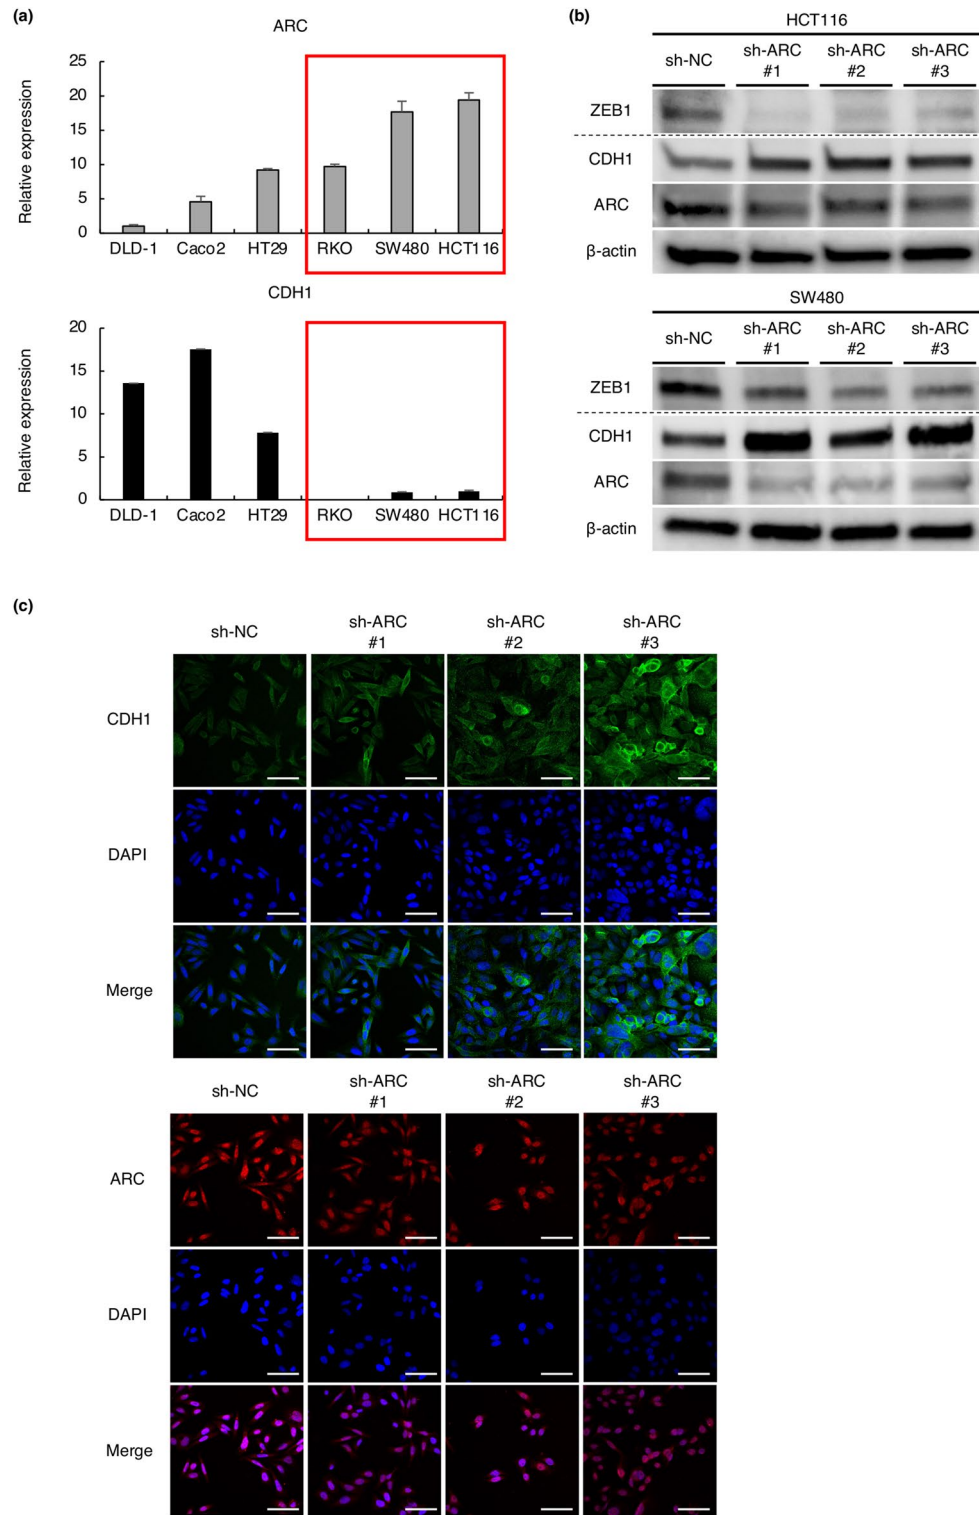 (a)
ARC
Relative expression
25
20
15
10
5
0
DLD-1 Caco2 HT29 RKO SW480 HCT116
CDH1
Relative expression
20
15
10
5
0
DLD-1 Caco2 HT29 RKO SW480 HCT116
(b)
HCT116
sh-NC sh-ARC #1 sh-ARC #2 sh-ARC #3
ZEB1
CDH1
ARC
β-actin
SW480
sh-NC sh-ARC #1 sh-ARC #2 sh-ARC #3
ZEB1
CDH1
ARC
β-actin
(c)
sh-NC sh-ARC #1 sh-ARC #2 sh-ARC #3
CDH1
DAPI
Merge
sh-NC sh-ARC #1 sh-ARC #2 sh-ARC #3
ARC
DAPI
Merge